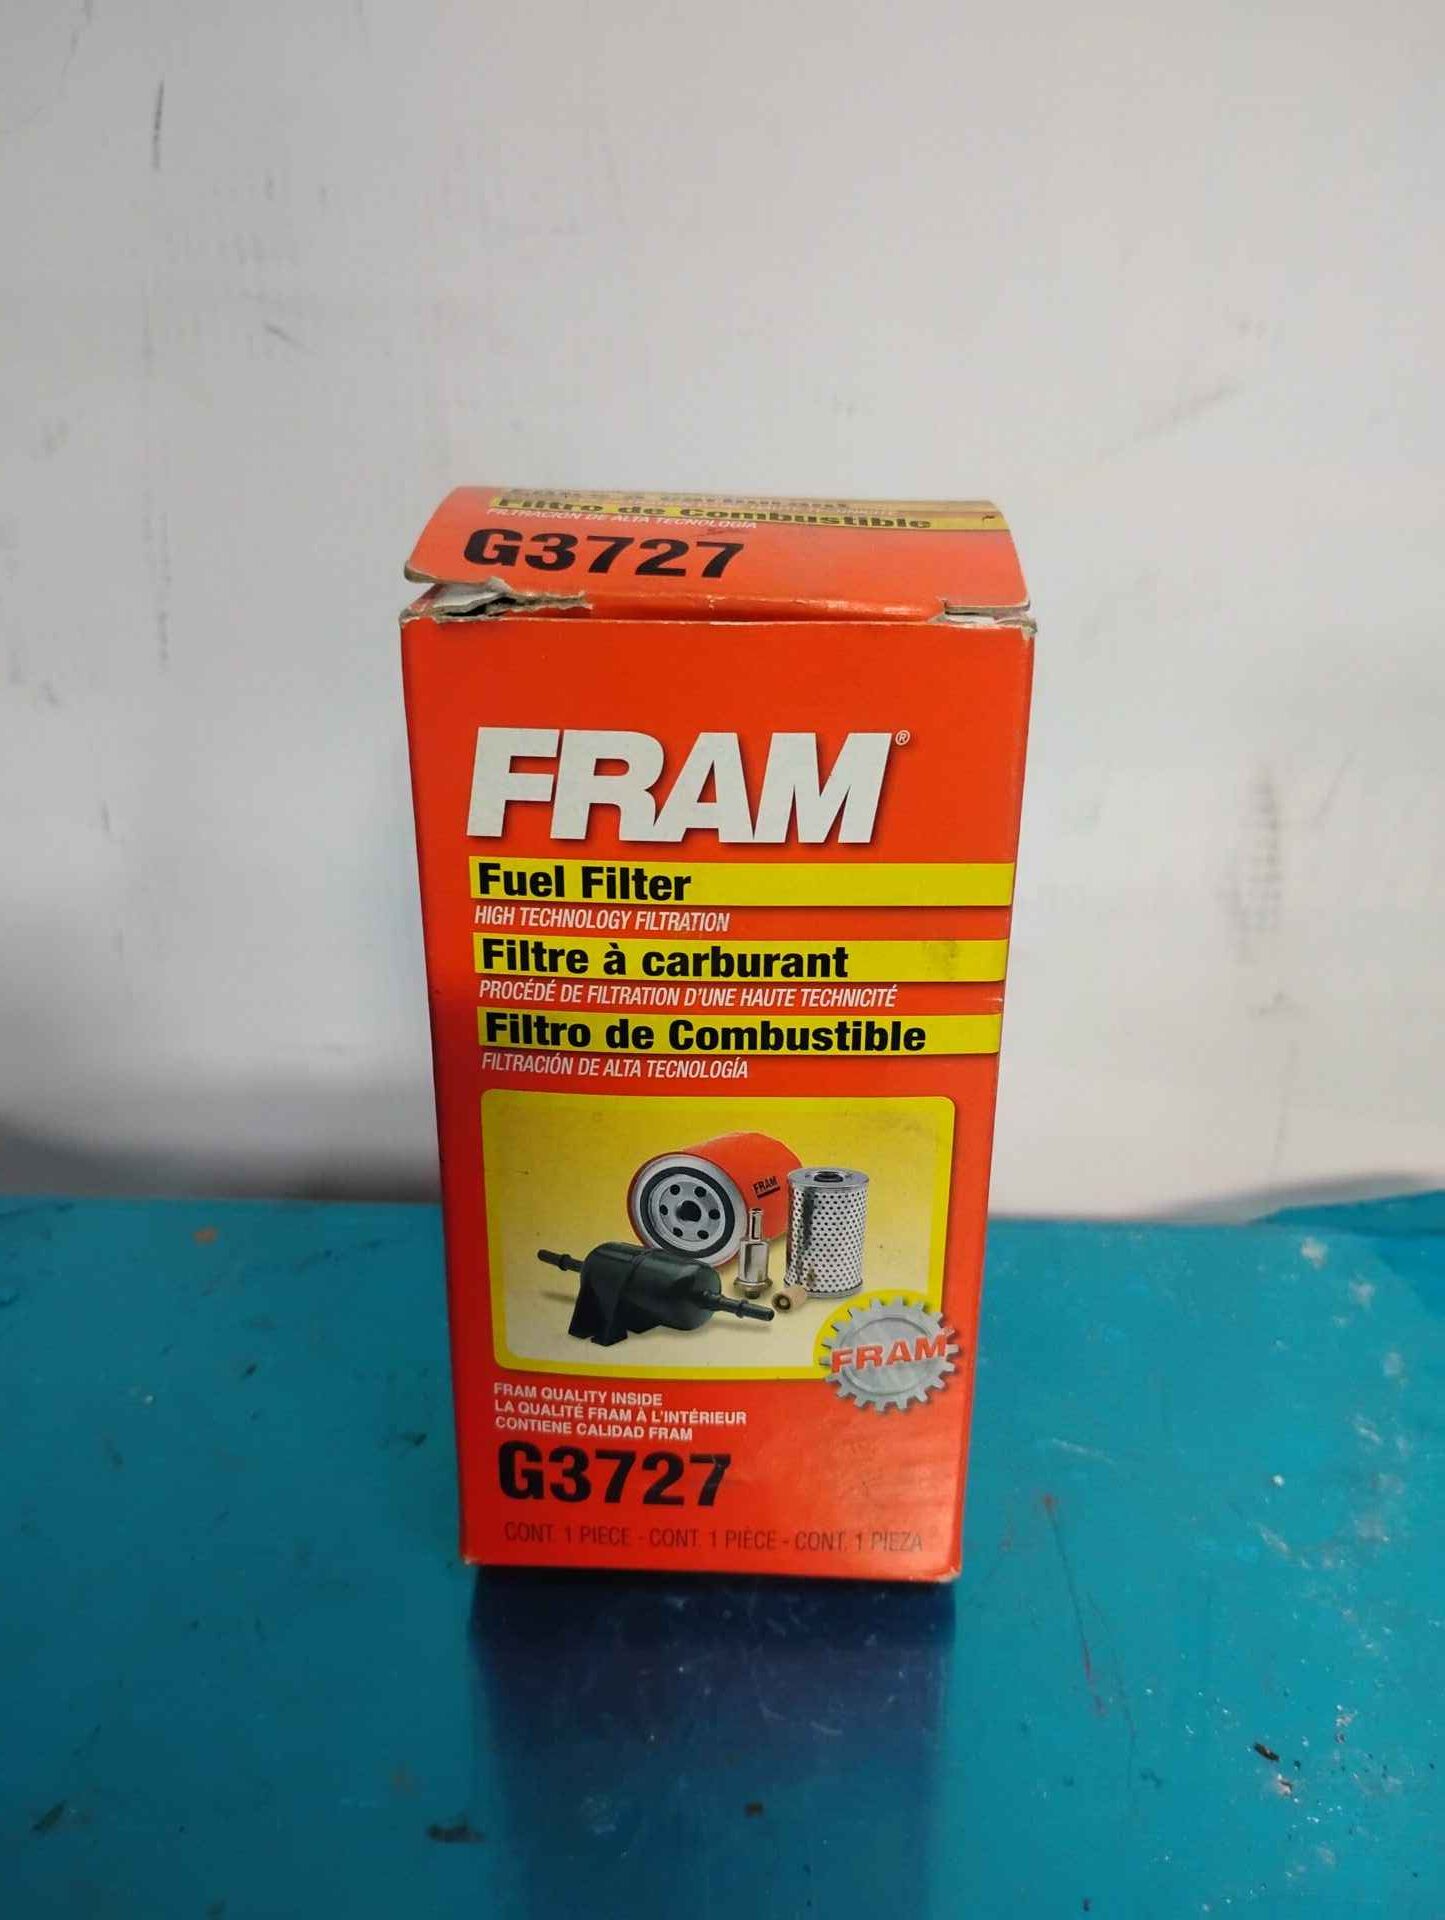 Filtre à carburant
Filtro de Combustible
FILTRACIÓN DE ALTA TECNOLOGÍA
G3727
FRAM®
Fuel Filter
HIGH TECHNOLOGY FILTRATION
Filtre à carburant
PROCÉDÉ DE FILTRATION D'UNE HAUTE TECHNICITÉ
Filtro de Combustible
FILTRACIÓN DE ALTA TECNOLOGÍA
FRAM
FRAM
FRAM QUALITY INSIDE
LA QUALITÉ FRAM À L'INTÉRIEUR
CONTIENE CALIDAD FRAM
G3727
CONT. 1 PIECE - CONT. 1 PIÈCE - CONT. 1 PIEZA